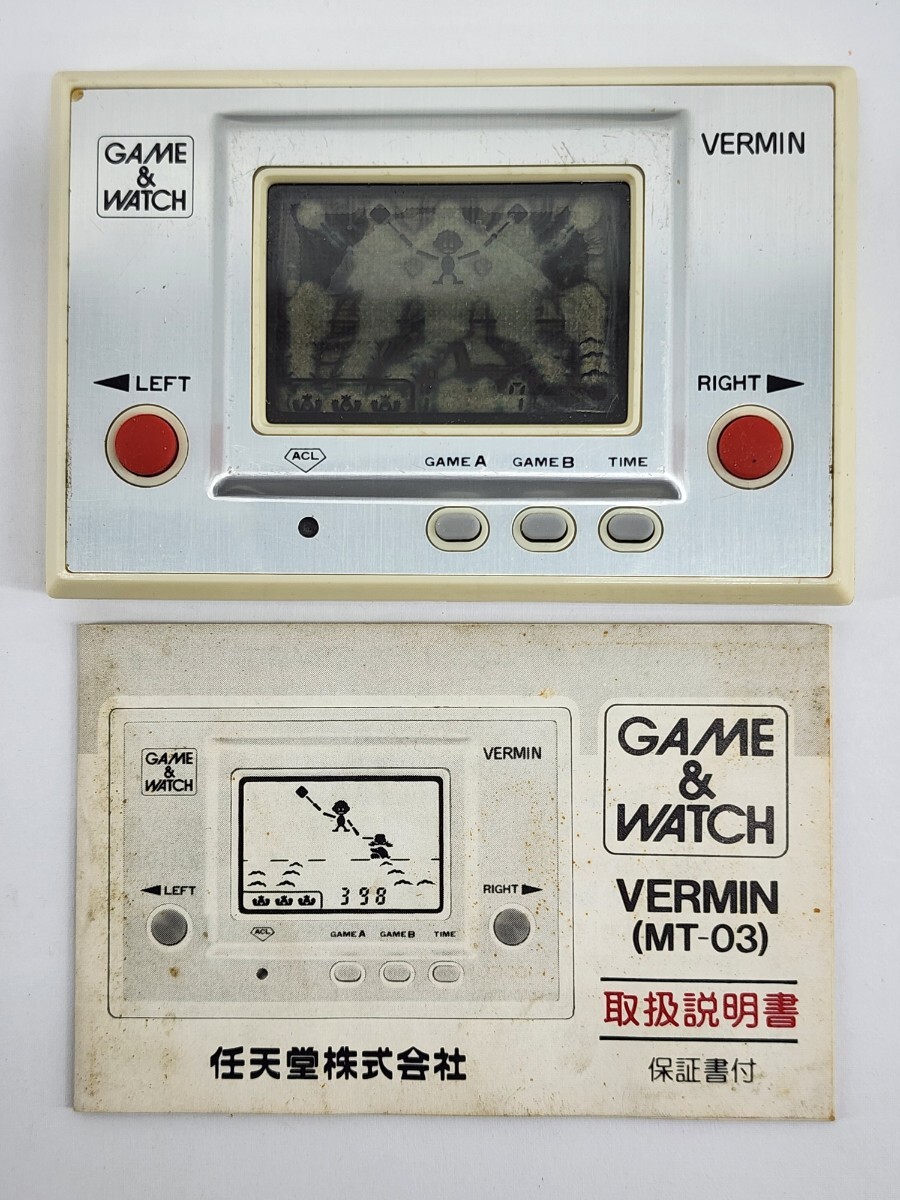 GAME
&
WATCH
VERMIN
LEFT
RIGHT
ACL
GAME A
GAME B
TIME
GAME
&
WATCH
VERMIN
LEFT
RIGHT
398
ACL
GAME A
GAME B
TIME
任天堂株式会社
GAME
&
WATCH
VERMIN
(MT-03)
取扱説明書
保証書付